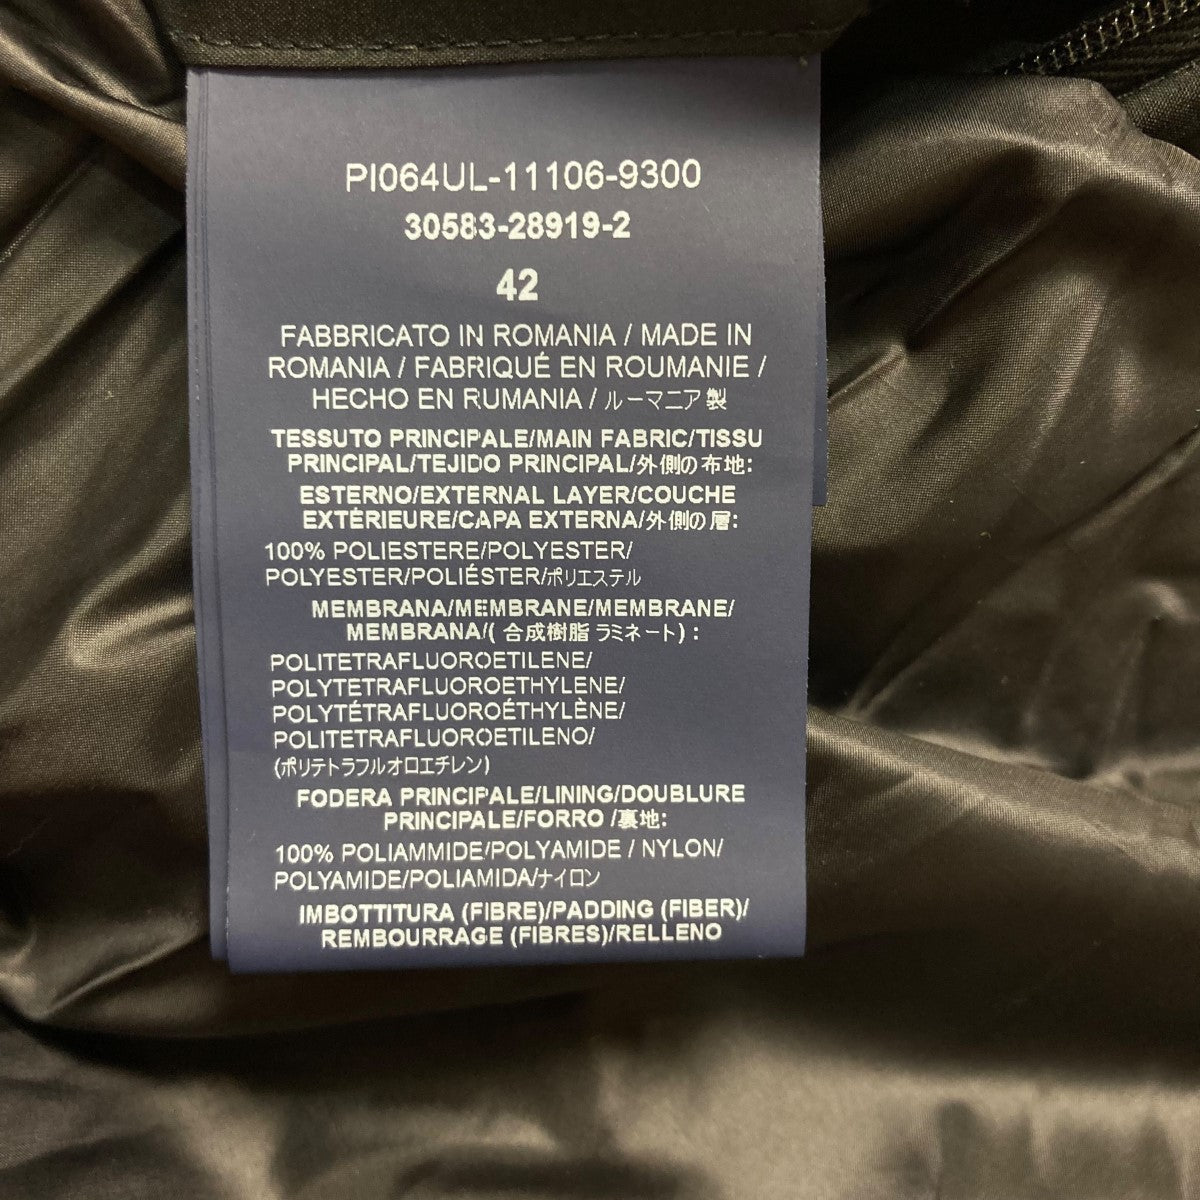 PI064UL-11106-9300
30583-28919-2
42
FABBRICATO IN ROMANIA / MADE IN
ROMANIA / FABRIQUÉ EN ROUMANIE /
HECHO EN RUMANIA / ルーマニア製
TESSUTO PRINCIPALE/MAIN FABRIC/TISSU
PRINCIPAL/TEJIDO PRINCIPAL/外側の布地:
ESTERNO/EXTERNAL LAYER/COUCHE
EXTÉRIEURE/CAPA EXTERNA/外側の層:
100% POLIESTERE/POLYESTER/
POLYESTER/POLIÉSTER/ポリエステル
MEMBRANA/MEMBRANE/MEMBRANE/
MEMBRANA/( 合成樹脂 ラミネート) :
POLITETRAFLUOROETILENE/
POLYTETRAFLUOROETHYLENE/
POLYTÉTRAFLUOROÉTHYLÈNE/
POLITETRAFLUOROETILENO/
(ポリテトラフルオロエチレン)
FODERA PRINCIPALE/LINING/DOUBLURE
PRINCIPALE/FORRO /裏地:
100% POLIAMMIDE/POLYAMIDE / NYLON/
POLYAMIDE/POLIAMIDA/ナイロン
IMBOTTITURA (FIBRE)/PADDING (FIBER)/
REMBOURRAGE (FIBRES)/RELLENO